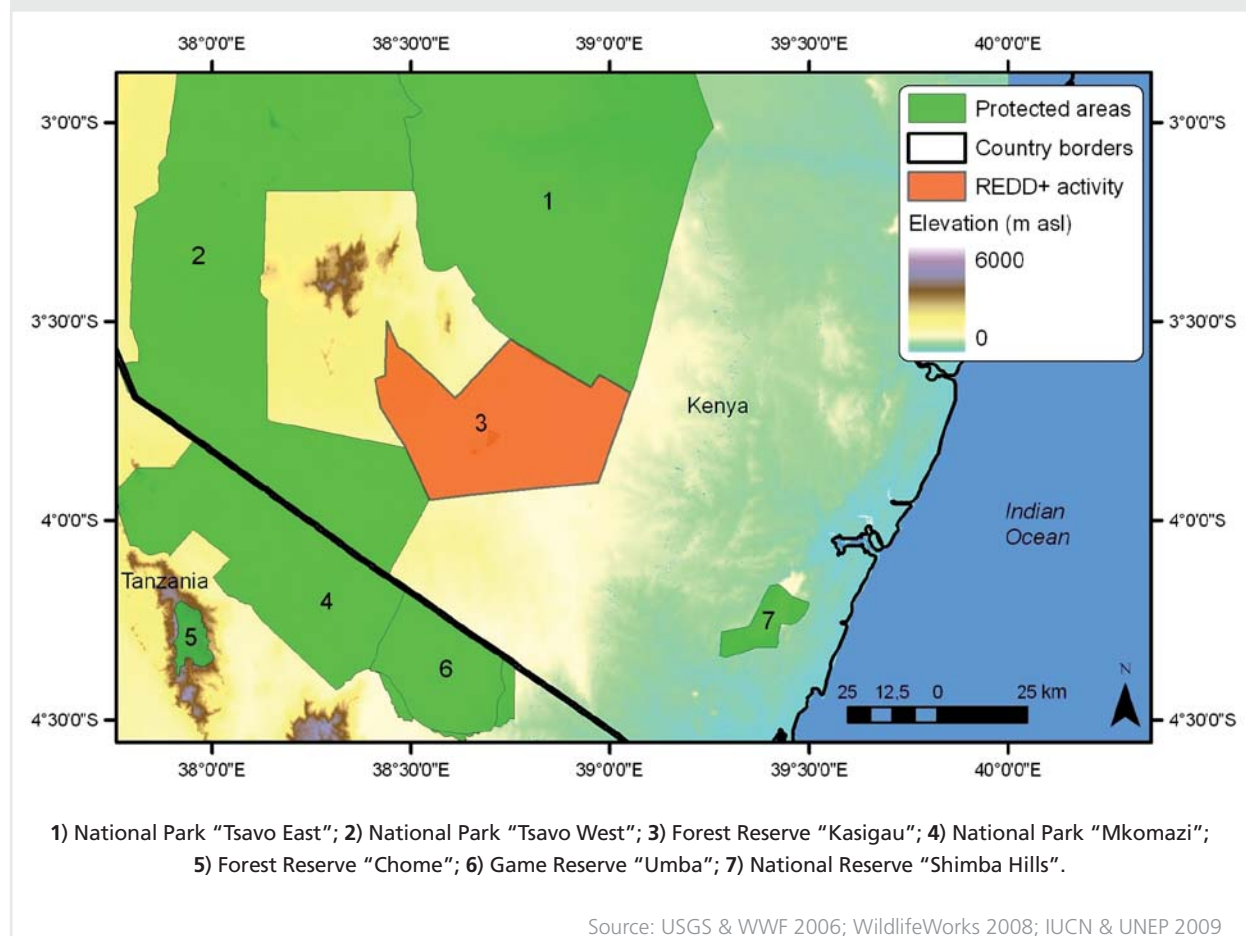 38°0'0"E 38°30'0"E 39°0'0"E 39°30'0"E 40°0'0"E
Protected areas
Country borders
REDD+ activity
Elevation (m asl)
6000
0
3°0'0"S 3°0'0"S
1
2
3°30'0"S 3°30'0"S
Kenya
3
4°0'0"S 4°0'0"S
Indian
Ocean
Tanzania
4
5
6
7
N
25 12,5 0 25 km
4°30'0"S 4°30'0"S
38°0'0"E 38°30'0"E 39°0'0"E 39°30'0"E 40°0'0"E
1) National Park “Tsavo East”; 2) National Park “Tsavo West”; 3) Forest Reserve “Kasigau”; 4) National Park “Mkomazi”;
5) Forest Reserve “Chome”; 6) Game Reserve “Umba”; 7) National Reserve “Shimba Hills”.
Source: USGS & WWF 2006; WildlifeWorks 2008; IUCN & UNEP 2009